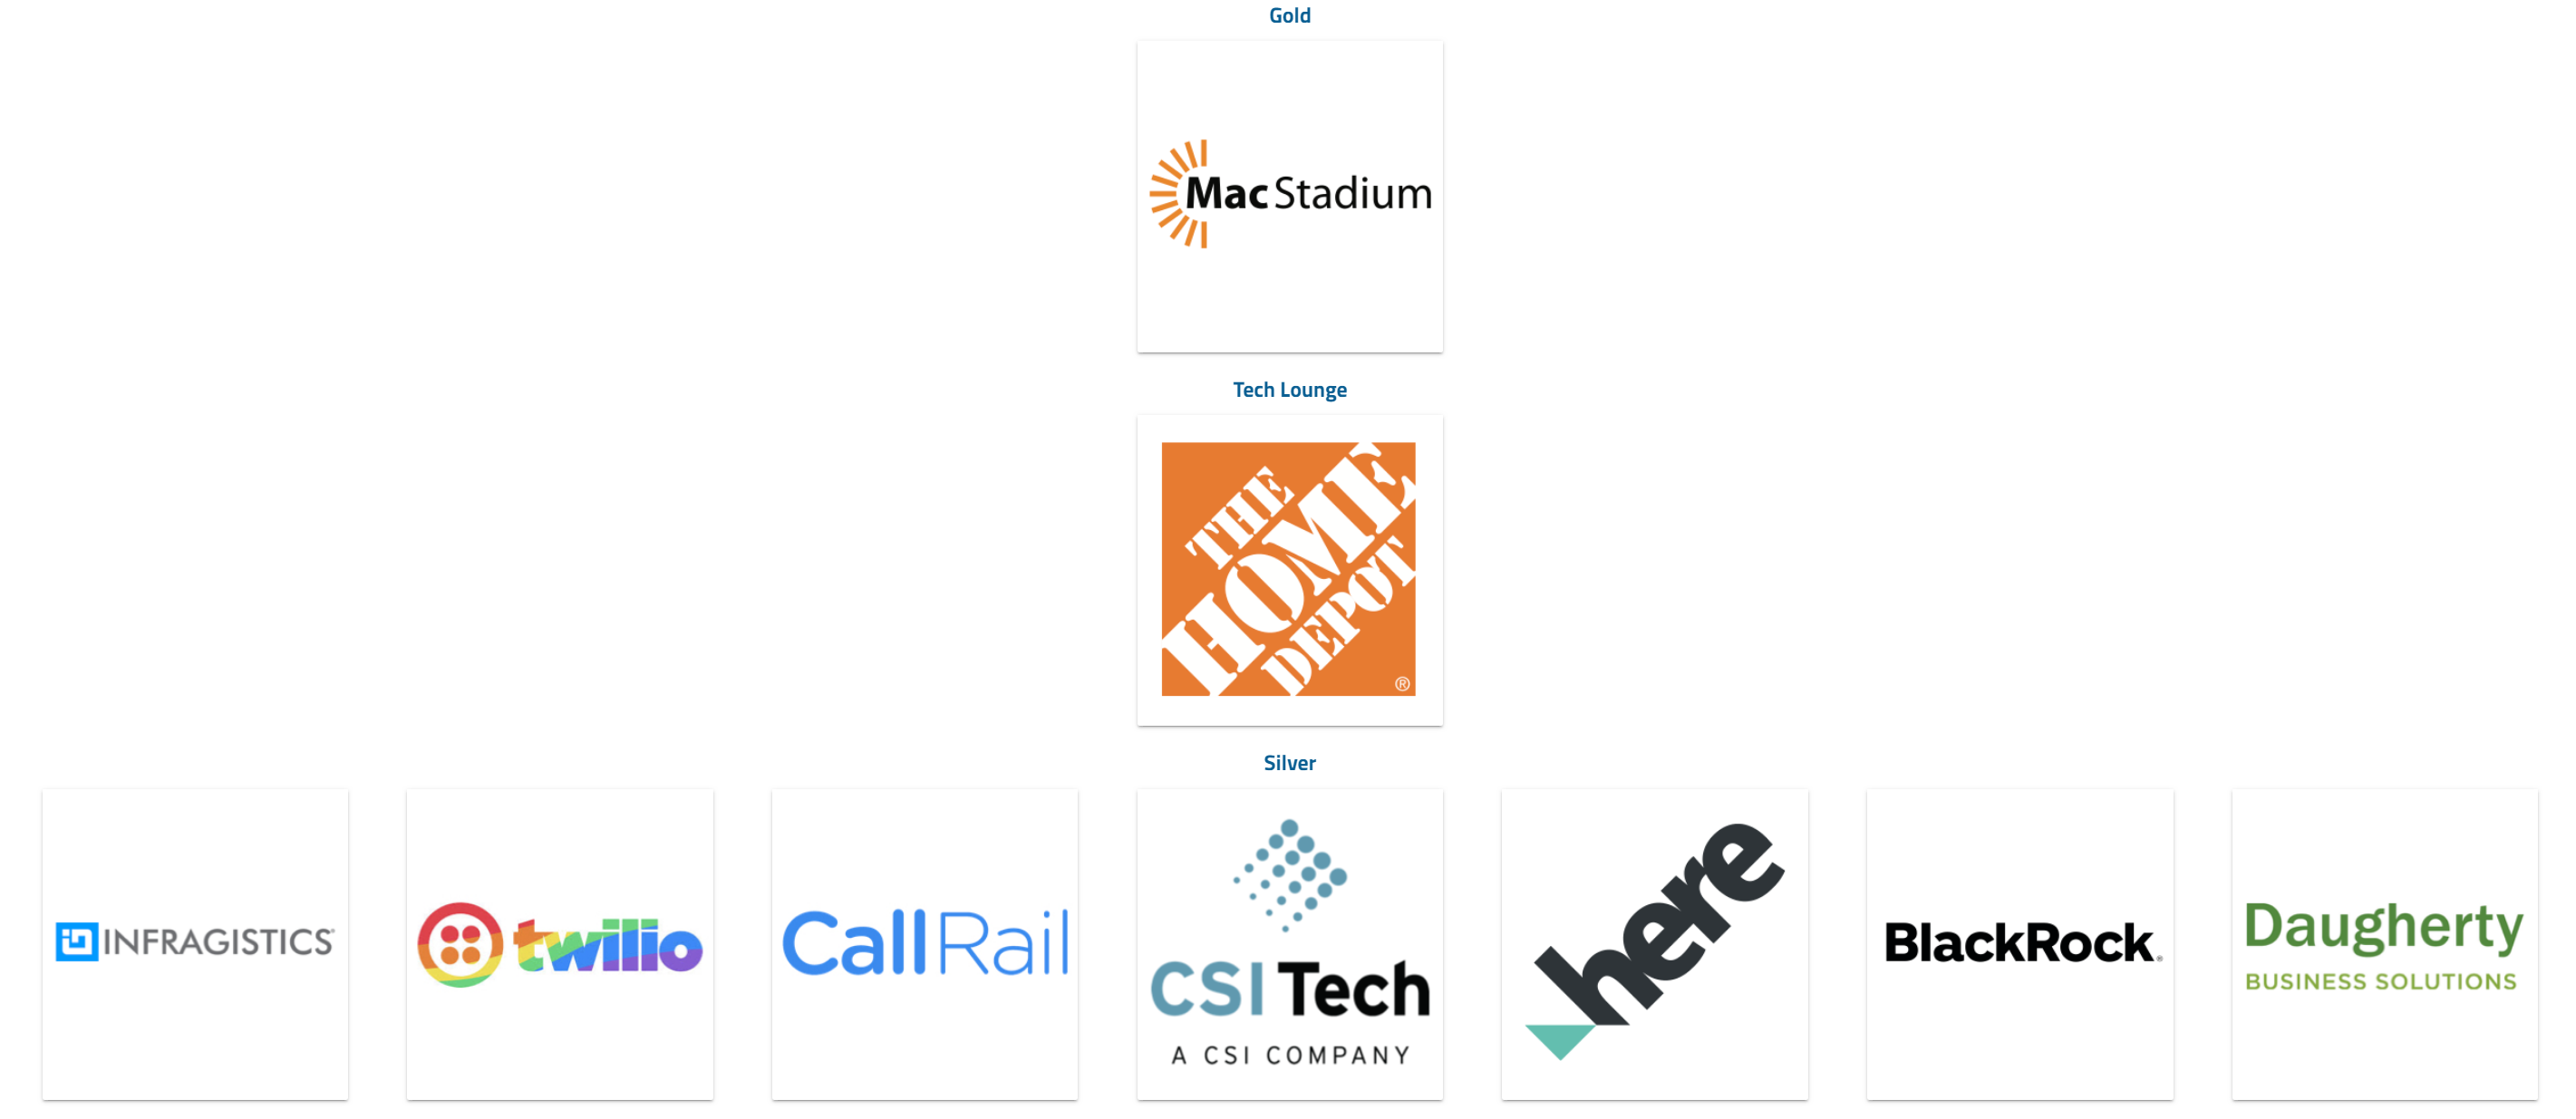 Gold
MacStadium
Tech Lounge
THE
HOME
DEPOT
®
Silver
INFRAGISTICS
twilio
CallRail
CSI Tech
A CSI COMPANY
here
BlackRock®
Daugherty
BUSINESS SOLUTIONS